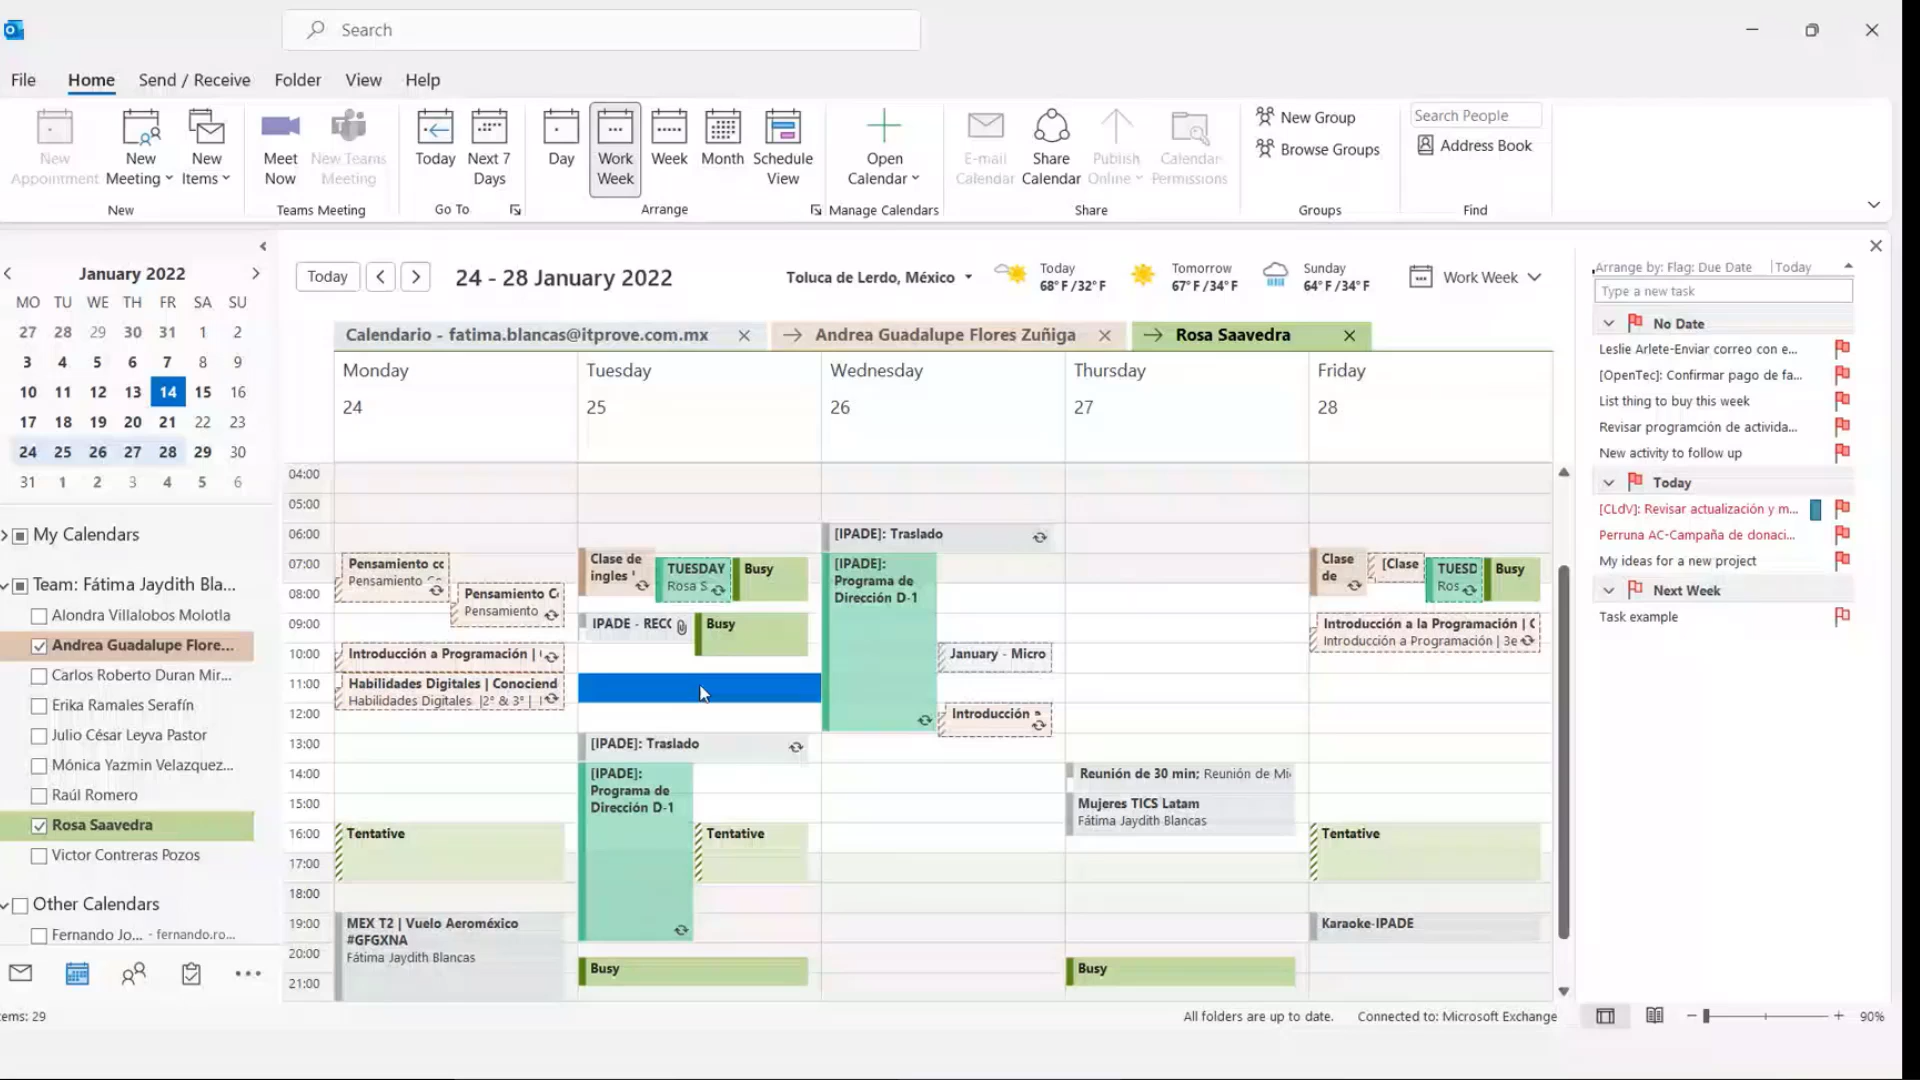 Search
File Home Send / Receive Folder View Help
New Appointment
New Meeting
New Items
Meet Now
New Teams Meeting
Today
Next 7 Days
Day
Work Week
Week
Month
Schedule View
Open Calendar
E-mail Calendar
Share Calendar
Publish Online
Calendar Permissions
New Group
Browse Groups
Search People
Address Book
New
Teams Meeting
Go To
Arrange
Manage Calendars
Share
Groups
Find
January 2022
MO TU WE TH FR SA SU
27 28 29 30 31 1 2
3 4 5 6 7 8 9
10 11 12 13 14 15 16
17 18 19 20 21 22 23
24 25 26 27 28 29 30
31 1 2 3 4 5 6
My Calendars
Team: Fátima Jaydith Bla...
Alondra Villalobos Molotla
Andrea Guadalupe Flore...
Carlos Roberto Duran Mir...
Erika Ramales Serafín
Julio César Leyva Pastor
Mónica Yazmin Velazquez...
Raúl Romero
Rosa Saavedra
Victor Contreras Pozos
Other Calendars
Fernando Jo... - fernando.ro...
Today
24 - 28 January 2022
Toluca de Lerdo, México
Today
68°F/32°F
Tomorrow
67°F/34°F
Sunday
64°F/34°F
Work Week
Calendario - fatima.blancas@itprove.com.mx
Andrea Guadalupe Flores Zuñiga
Rosa Saavedra
Monday Tuesday Wednesday Thursday Friday
24 25 26 27 28
04:00
05:00
06:00
07:00
08:00
09:00
10:00
11:00
12:00
13:00
14:00
15:00
16:00
17:00
18:00
19:00
20:00
21:00
Pensamiento
Pensamiento
Pensamiento
Pensamiento
Introducción a Programación |
Habilidades Digitales | Conociend
Habilidades Digitales |2° & 3° |
Tentative
MEX T2 | Vuelo Aeroméxico
#GFGXNA
Fátima Jaydith Blancas
Clase de
ingles
TUESDAY
Rosa S...
Busy
IPADE - RECC
Busy
[IPADE]: Traslado
[IPADE]:
Programa de
Dirección D-1
Tentative
Busy
[IPADE]: Traslado
[IPADE]:
Programa de
Dirección D-1
January - Micro
Introducción
Reunión de 30 min; Reunión de Mi
Mujeres TICS Latam
Fátima Jaydith Blancas
Busy
Clase
de
[Clase
TUESD
Ros
Busy
Introducción a la Programación |
Introducción a Programación | 3e
Tentative
Karaoke-IPADE
Arrange by: Flag: Due Date Today
Type a new task
No Date
Leslie Arlete-Enviar correo con e...
[OpenTec]: Confirmar pago de fa...
List thing to buy this week
Revisar programción de activida...
New activity to follow up
Today
[CLdV]: Revisar actualización y m...
Perruna AC-Campaña de donaci...
My ideas for a new project
Next Week
Task example
ems: 29
All folders are up to date. Connected to: Microsoft Exchange
90%